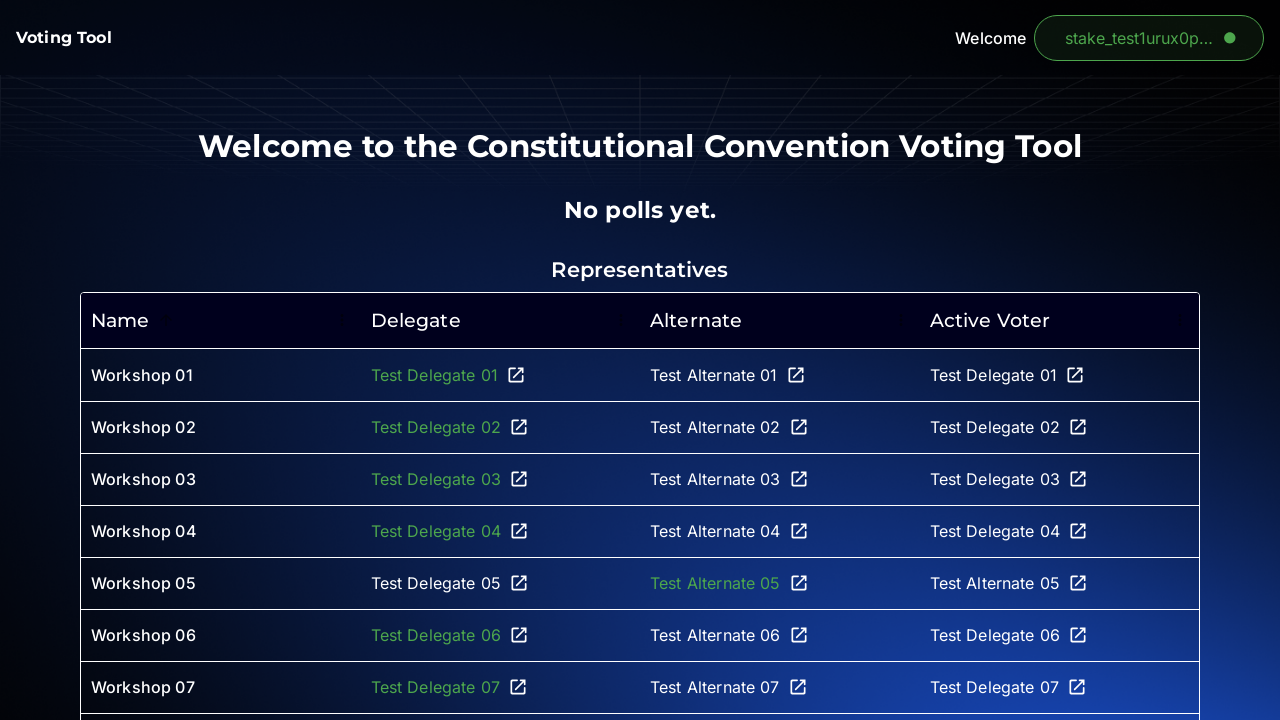 Voting Tool
Welcome stake_test1urux0p...
Welcome to the Constitutional Convention Voting Tool
No polls yet.
Representatives
Name Delegate Alternate Active Voter
Workshop 01 Test Delegate 01 Test Alternate 01 Test Delegate 01
Workshop 02 Test Delegate 02 Test Alternate 02 Test Delegate 02
Workshop 03 Test Delegate 03 Test Alternate 03 Test Delegate 03
Workshop 04 Test Delegate 04 Test Alternate 04 Test Delegate 04
Workshop 05 Test Delegate 05 Test Alternate 05 Test Alternate 05
Workshop 06 Test Delegate 06 Test Alternate 06 Test Delegate 06
Workshop 07 Test Delegate 07 Test Alternate 07 Test Delegate 07